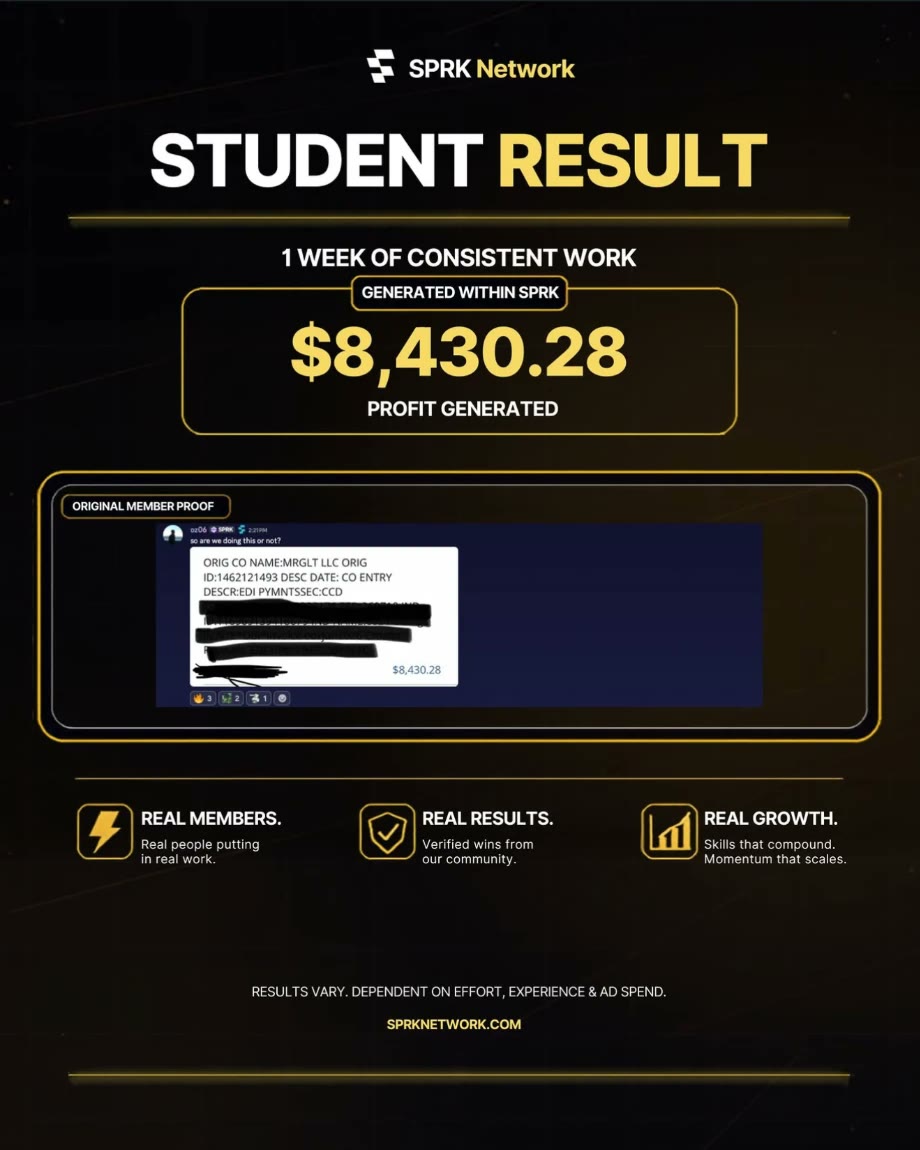 SPRK Network
STUDENT RESULT
1 WEEK OF CONSISTENT WORK
GENERATED WITHIN SPRK
$8,430.28
PROFIT GENERATED
ORIGINAL MEMBER PROOF
oz06 SPRK 2:21 PM
so are we doing this or not?
ORIG CO NAME:MRGLT LLC ORIG
ID:1462121493 DESC DATE: CO ENTRY
DESCR:EDI PYMNTSSEC:CCD
$8,430.28
3 2 1
REAL MEMBERS.
Real people putting
in real work.
REAL RESULTS.
Verified wins from
our community.
REAL GROWTH.
Skills that compound.
Momentum that scales.
RESULTS VARY. DEPENDENT ON EFFORT, EXPERIENCE & AD SPEND.
SPRKNETWORK.COM